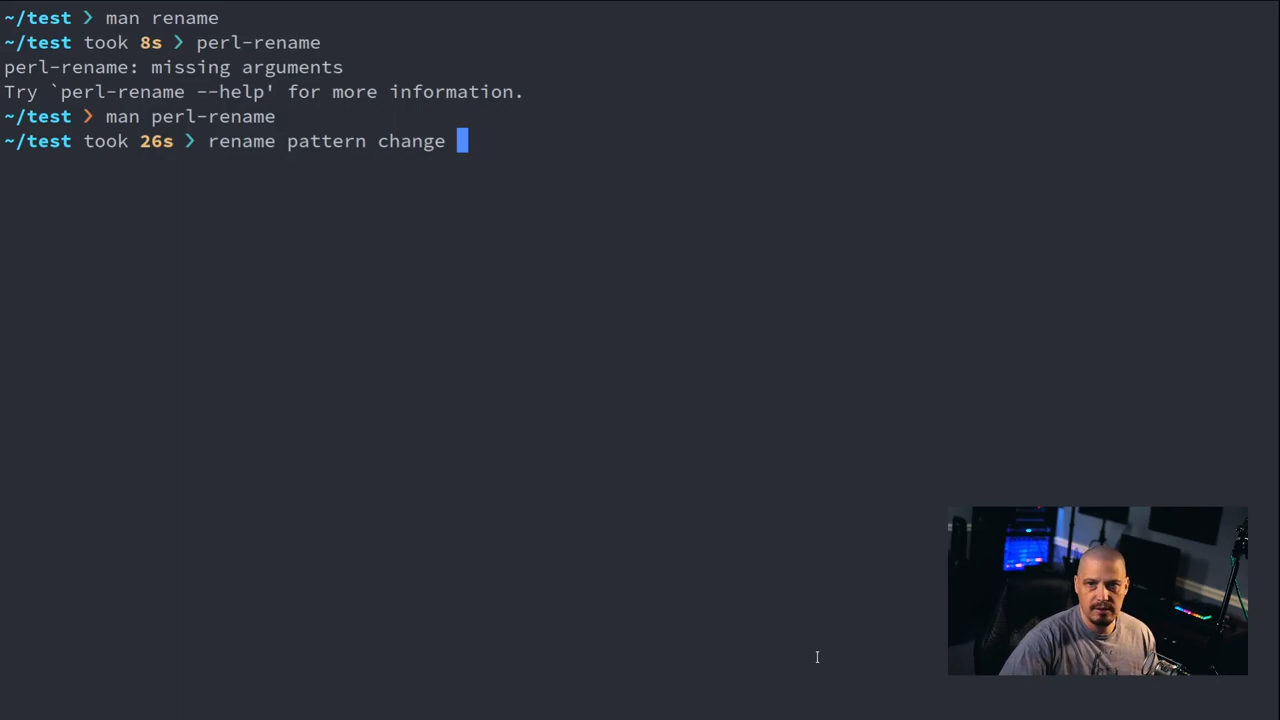 ~/test ❯ man rename
~/test took 8s ❯ perl-rename
perl-rename: missing arguments
Try `perl-rename --help' for more information.
~/test ❯ man perl-rename
~/test took 26s ❯ rename pattern change